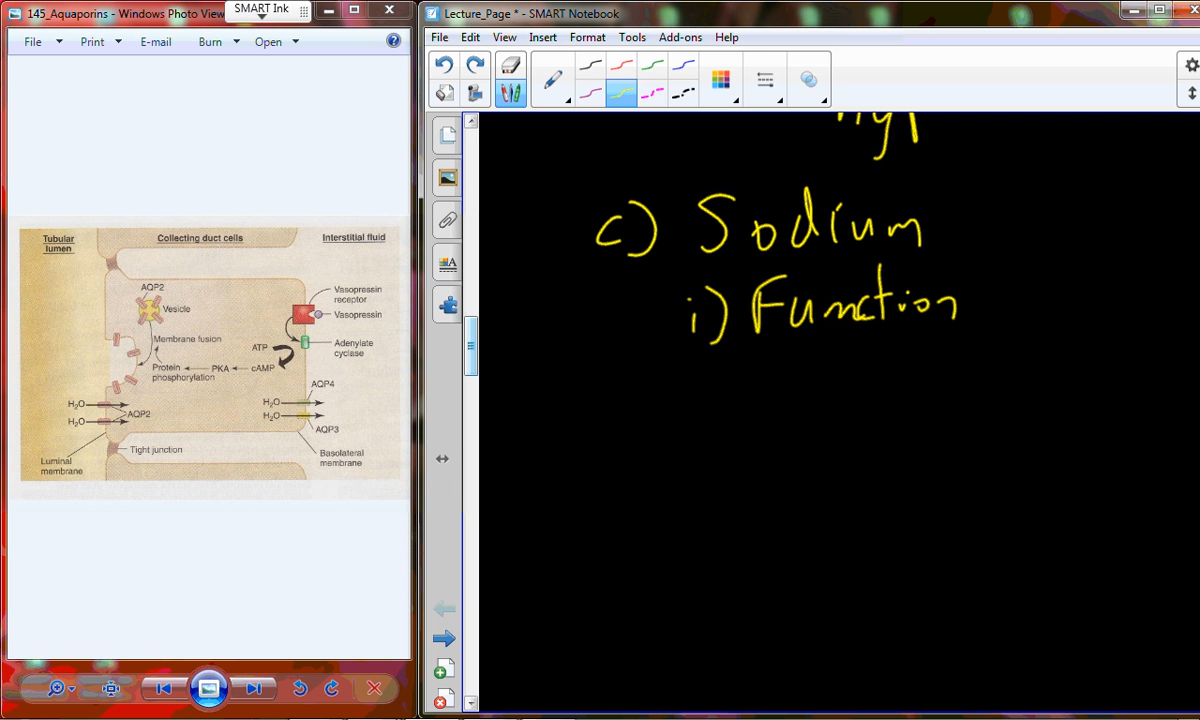 145_Aquaporins - Windows Photo View
SMART Ink
File Print E-mail Burn Open
Tubular lumen
Collecting duct cells
Interstitial fluid
AQP2
Vesicle
Vasopressin receptor
Vasopressin
Membrane fusion
ATP
Adenylate cyclase
Protein phosphorylation
PKA
cAMP
AQP4
H₂O
H₂O
AQP2
H₂O
H₂O
AQP3
Tight junction
Luminal membrane
Basolateral membrane
Lecture_Page * - SMART Notebook
File Edit View Insert Format Tools Add-ons Help
c) Sodium
i) Function